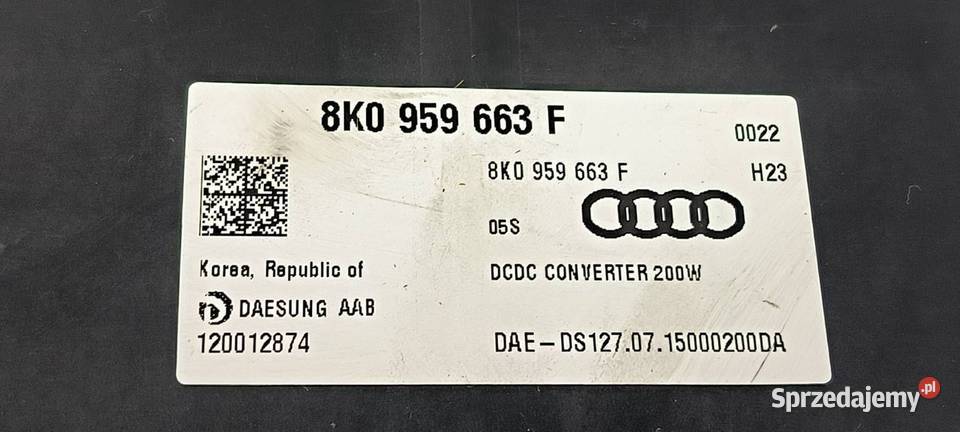 8K0 959 663 F
0022
8K0 959 663 F
H23
05S
Korea, Republic of
DCDC CONVERTER 200W
DAESUNG AAB
120012874
DAE-DS127.07.15000200DA
Sprzedajemy.pl